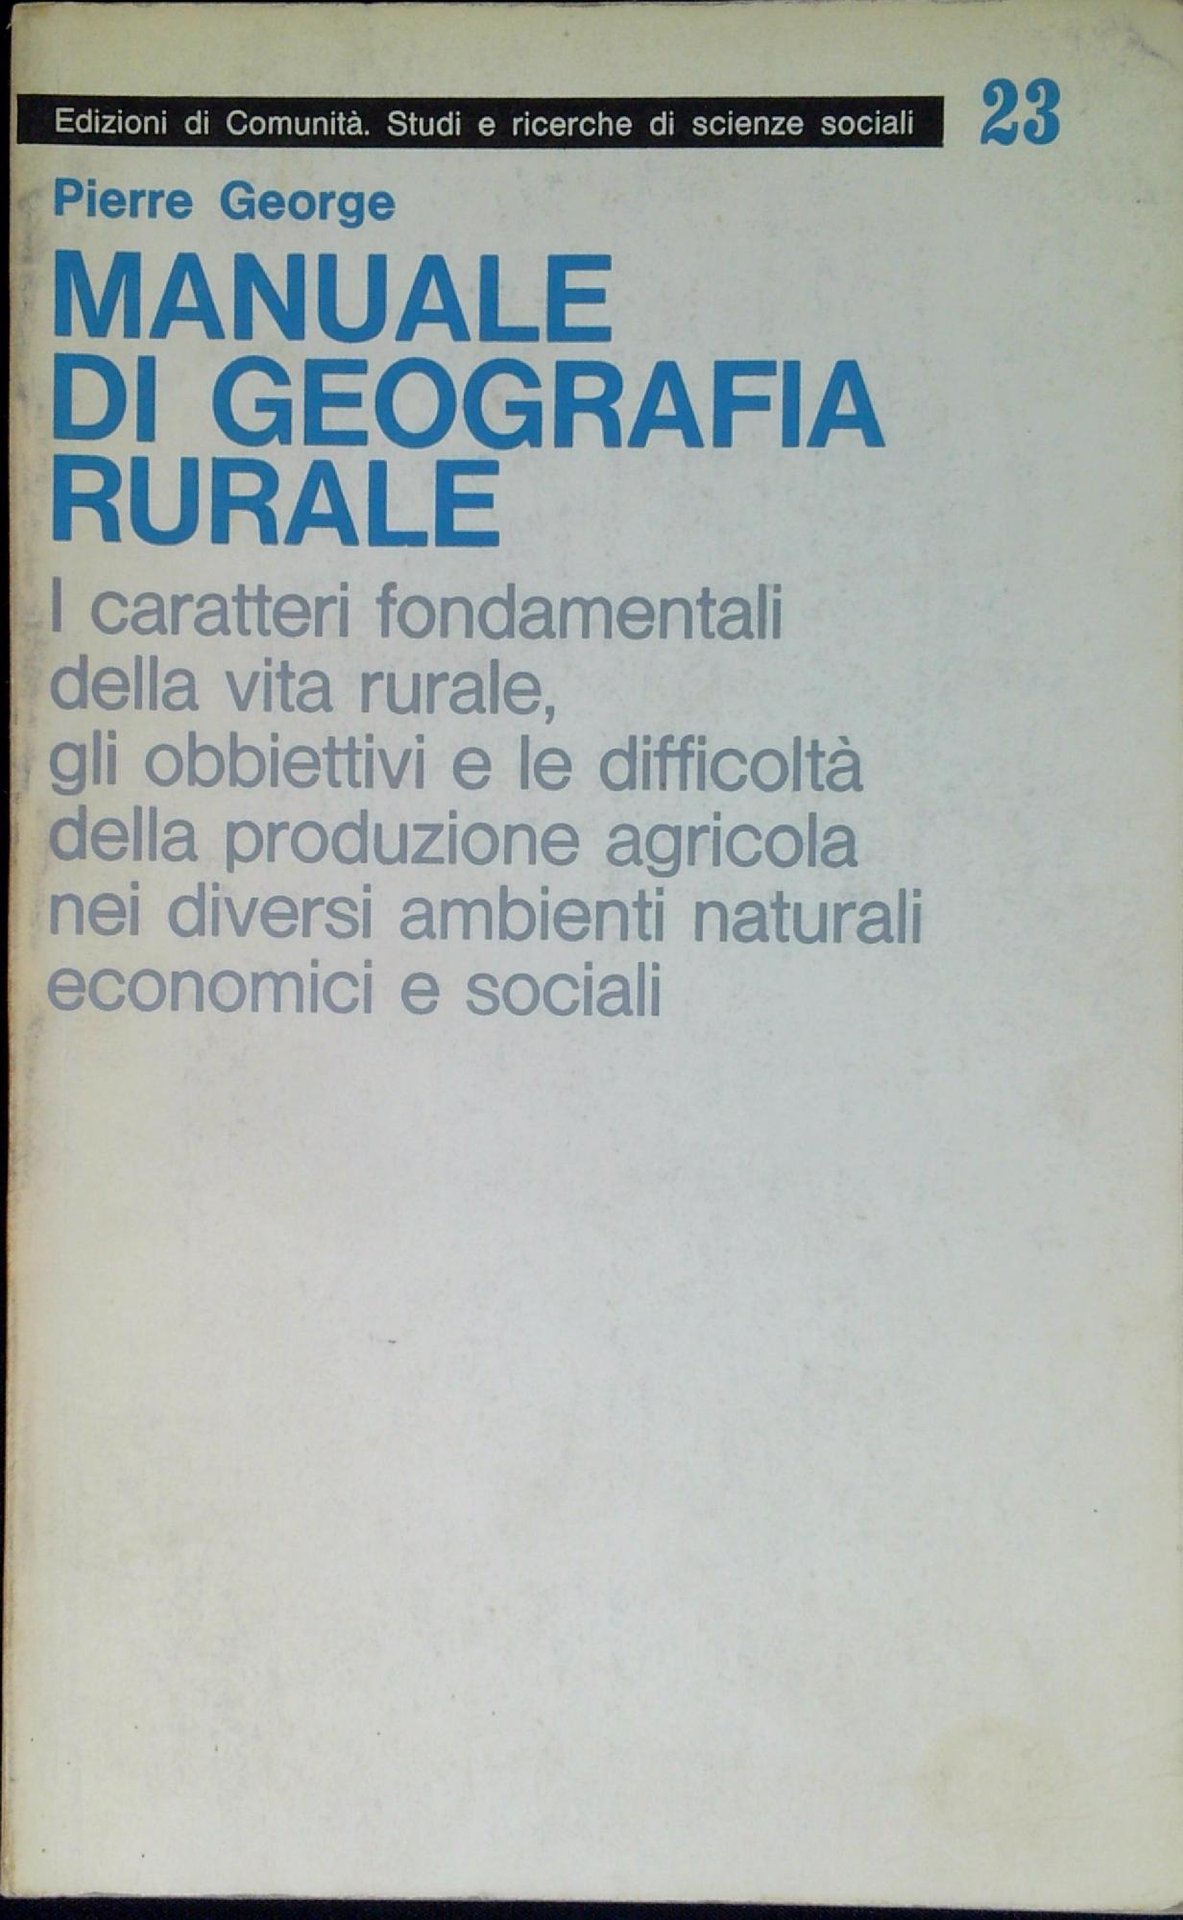 Edizioni di Comunità. Studi e ricerche di scienze sociali 23
Pierre George
MANUALE
DI GEOGRAFIA
RURALE
I caratteri fondamentali
della vita rurale,
gli obbiettivi e le difficoltà
della produzione agricola
nei diversi ambienti naturali
economici e sociali